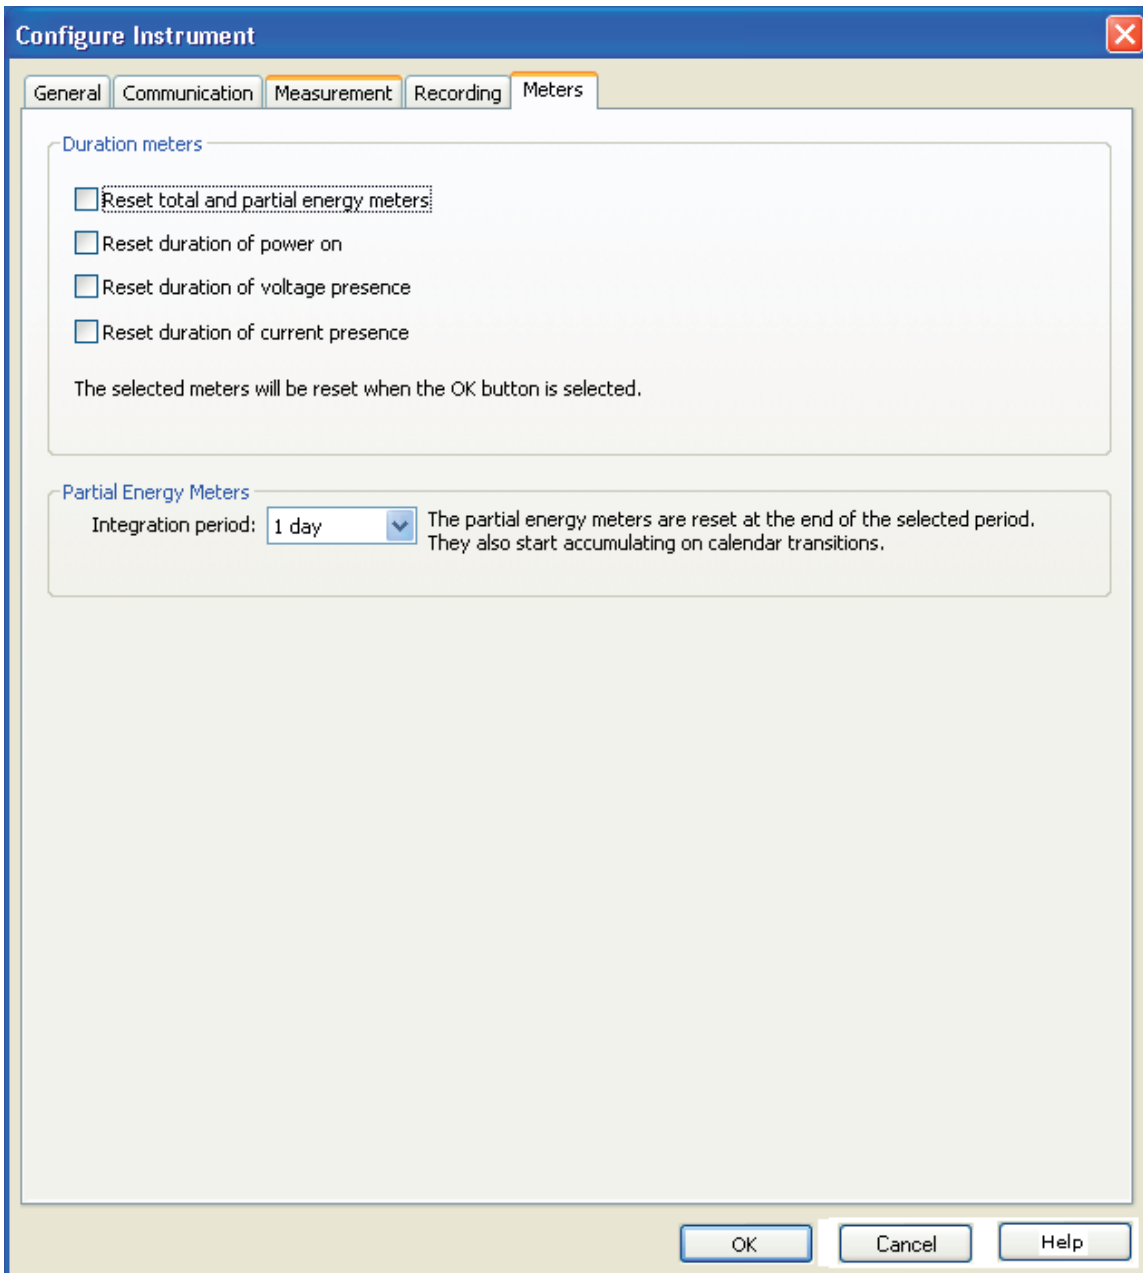 Configure Instrument
General Communication Measurement Recording Meters
Duration meters
Reset total and partial energy meters
Reset duration of power on
Reset duration of voltage presence
Reset duration of current presence
The selected meters will be reset when the OK button is selected.
Partial Energy Meters
Integration period: 1 day The partial energy meters are reset at the end of the selected period.
They also start accumulating on calendar transitions.
OK Cancel Help